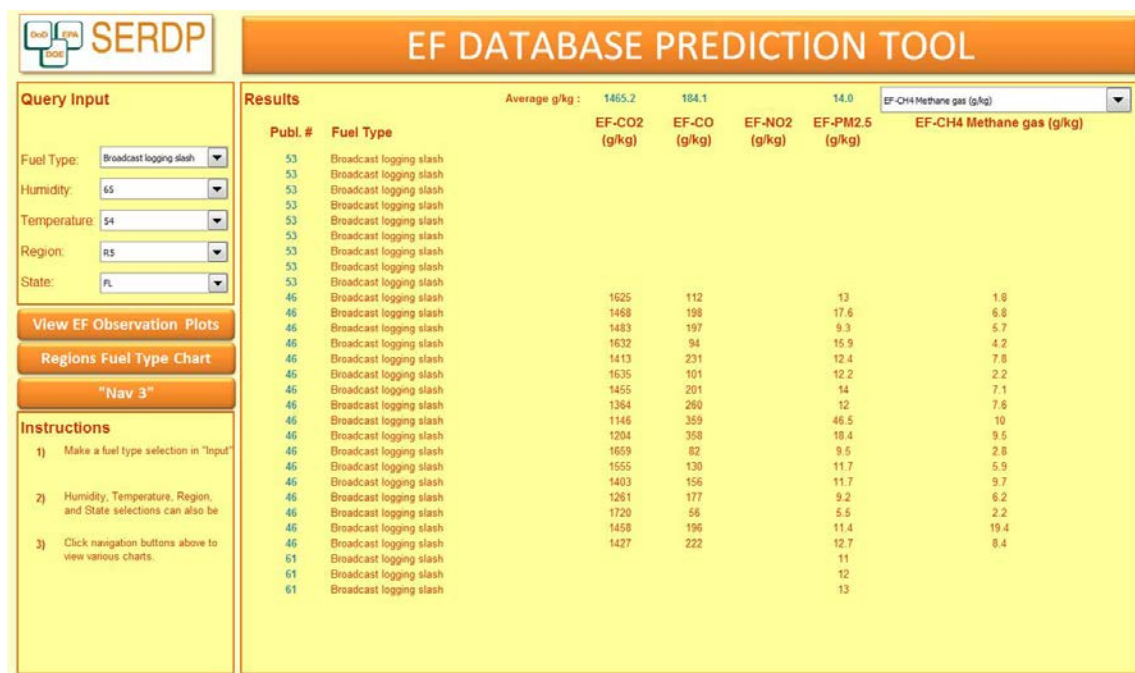 DoD EPA DOE SERDP
EF DATABASE PREDICTION TOOL
Query Input
Fuel Type: Broadcast logging slash
Humidity: 65
Temperature: 54
Region: R5
State: FL
View EF Observation Plots
Regions Fuel Type Chart
"Nav 3"
Instructions
1) Make a fuel type selection in "Input"
2) Humidity, Temperature, Region,
and State selections can also be
3) Click navigation buttons above to
view various charts.
Results Average g/kg : 1465.2 184.1 14.0 EF-CH4 Methane gas (g/kg)
Publ. # Fuel Type EF-CO2 (g/kg) EF-CO (g/kg) EF-NO2 (g/kg) EF-PM2.5 (g/kg) EF-CH4 Methane gas (g/kg)
53 Broadcast logging slash
53 Broadcast logging slash
53 Broadcast logging slash
53 Broadcast logging slash
53 Broadcast logging slash
53 Broadcast logging slash
53 Broadcast logging slash
53 Broadcast logging slash
53 Broadcast logging slash
46 Broadcast logging slash 1625 112 13 1.8
46 Broadcast logging slash 1468 198 17.6 6.8
46 Broadcast logging slash 1483 197 9.3 5.7
46 Broadcast logging slash 1632 94 15.9 4.2
46 Broadcast logging slash 1413 231 12.4 7.8
46 Broadcast logging slash 1635 101 12.2 2.2
46 Broadcast logging slash 1455 201 14 7.1
46 Broadcast logging slash 1364 260 12 7.6
46 Broadcast logging slash 1146 359 46.5 10
46 Broadcast logging slash 1204 358 18.4 9.5
46 Broadcast logging slash 1659 82 9.5 2.8
46 Broadcast logging slash 1555 130 11.7 5.9
46 Broadcast logging slash 1403 156 11.7 9.7
46 Broadcast logging slash 1261 177 9.2 6.2
46 Broadcast logging slash 1720 56 5.5 2.2
46 Broadcast logging slash 1458 196 11.4 19.4
46 Broadcast logging slash 1427 222 12.7 8.4
61 Broadcast logging slash 11
61 Broadcast logging slash 12
61 Broadcast logging slash 13